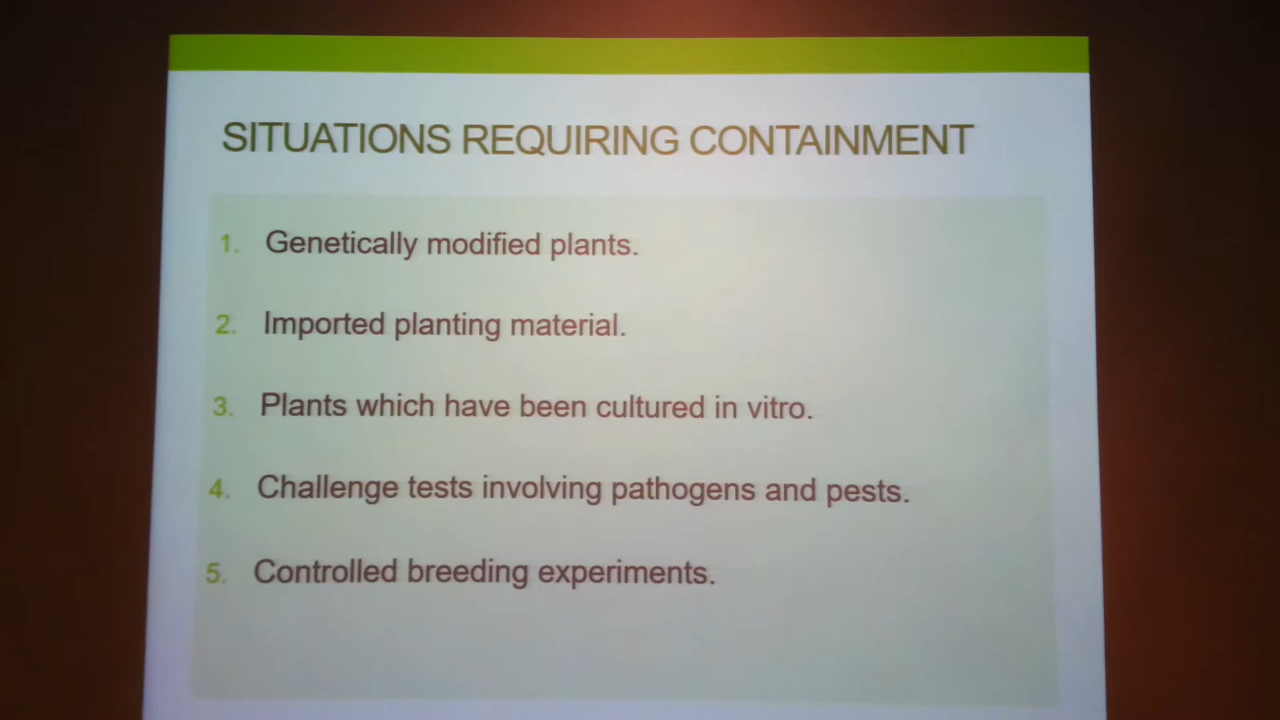 SITUATIONS REQUIRING CONTAINMENT
1. Genetically modified plants.
2. Imported planting material.
3. Plants which have been cultured in vitro.
4. Challenge tests involving pathogens and pests.
5. Controlled breeding experiments.